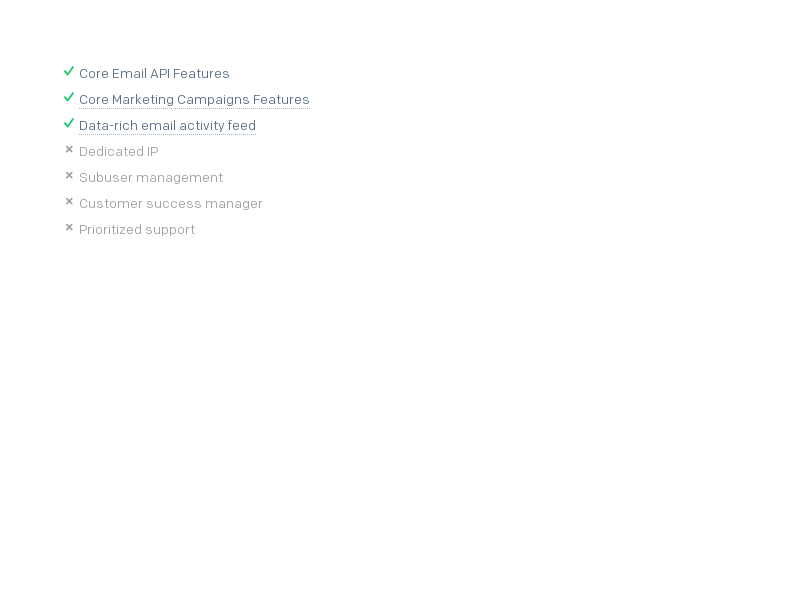 Core Email API Features
Core Marketing Campaigns Features
Data-rich email activity feed
Dedicated IP
Subuser management
Customer success manager
Prioritized support